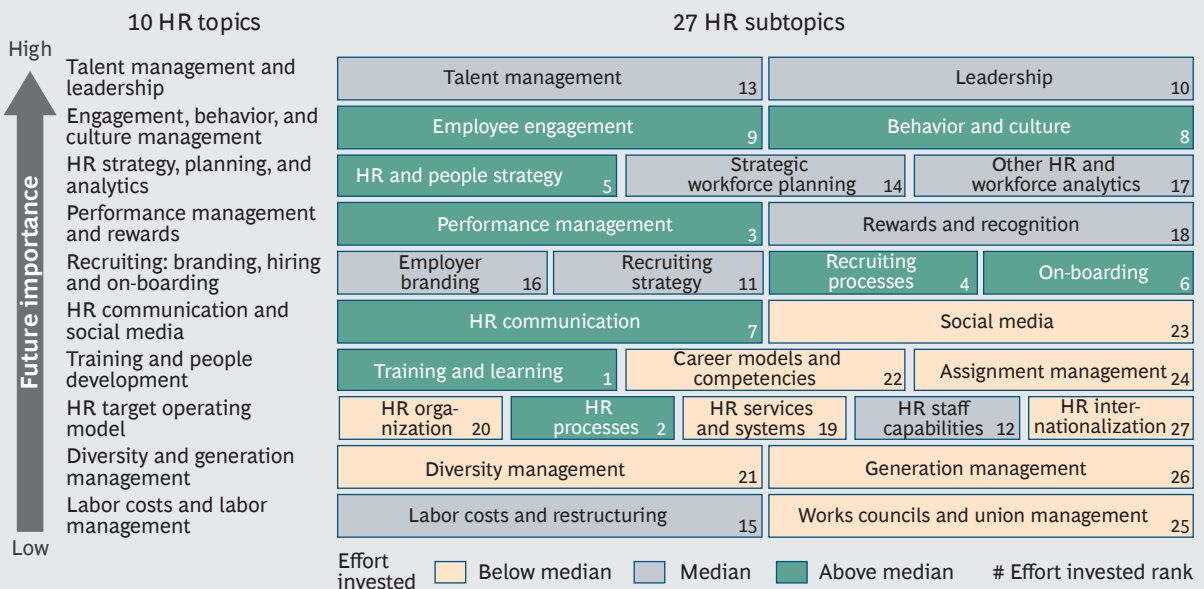 10 HR topics
27 HR subtopics
High
Future importance
Low
Talent management and
leadership
Talent management 13
Leadership 10
Engagement, behavior, and
culture management
Employee engagement 9
Behavior and culture 8
HR strategy, planning, and
analytics
HR and people strategy 5
Strategic
workforce planning 14
Other HR and
workforce analytics 17
Performance management
and rewards
Performance management 3
Rewards and recognition 18
Recruiting: branding, hiring
and on-boarding
Employer
branding 16
Recruiting
strategy 11
Recruiting
processes 4
On-boarding 6
HR communication and
social media
HR communication 7
Social media 23
Training and people
development
Training and learning 1
Career models and
competencies 22
Assignment management 24
HR target operating
model
HR orga-
nization 20
HR
processes 2
HR services
and systems 19
HR staff
capabilities 12
HR inter-
nationalization 27
Diversity and generation
management
Diversity management 21
Generation management 26
Labor costs and labor
management
Labor costs and restructuring 15
Works councils and union management 25
Effort
invested
Below median
Median
Above median
# Effort invested rank